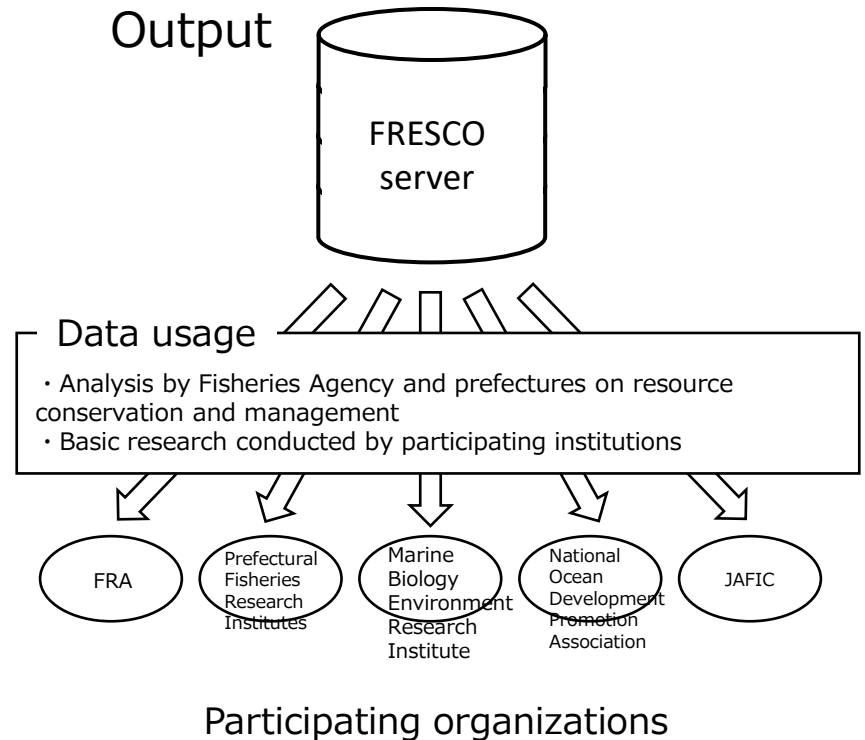 Output
FRESCO
server
Data usage
・Analysis by Fisheries Agency and prefectures on resource
conservation and management
・Basic research conducted by participating institutions
FRA
Prefectural
Fisheries
Research
Institutes
Marine
Biology
Environment
Research
Institute
National
Ocean
Development
Promotion
Association
JAFIC
Participating organizations